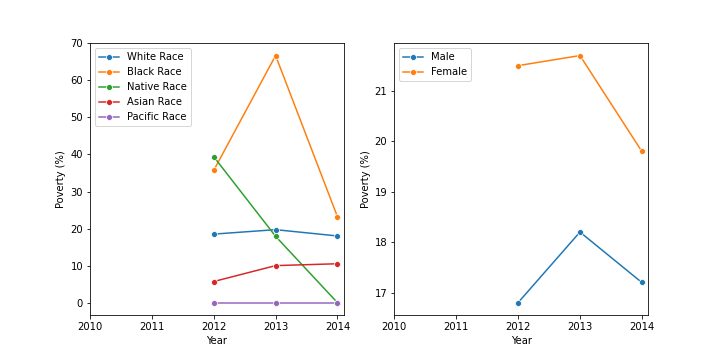 70
60
50
40
30
20
10
0
Poverty (%)
2010 2011 2012 2013 2014
Year
White Race
Black Race
Native Race
Asian Race
Pacific Race
21
20
19
18
17
Poverty (%)
2010 2011 2012 2013 2014
Year
Male
Female